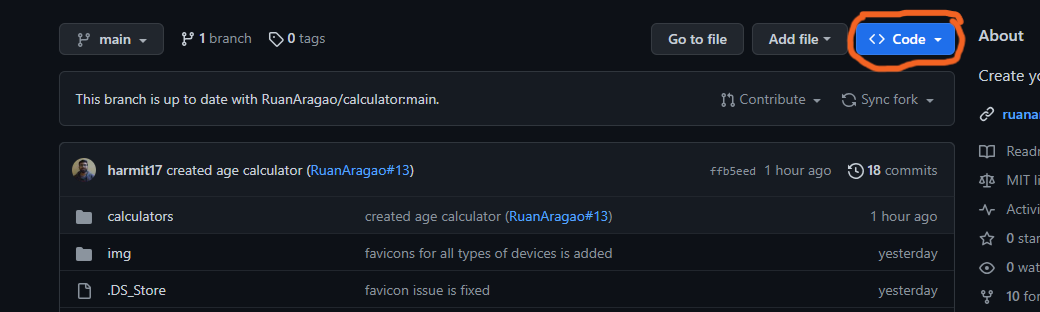 main 1 branch 0 tags Go to file Add file <> Code About
Create yo
This branch is up to date with RuanAragao/calculator:main. Contribute Sync fork
ruana
harmit17 created age calculator (RuanAragao#13) ffb5eed 1 hour ago 18 commits
Readn
MIT li
calculators created age calculator (RuanAragao#13) 1 hour ago
Activi
0 star
img favicons for all types of devices is added yesterday
0 wat
.DS_Store favicon issue is fixed yesterday
10 for